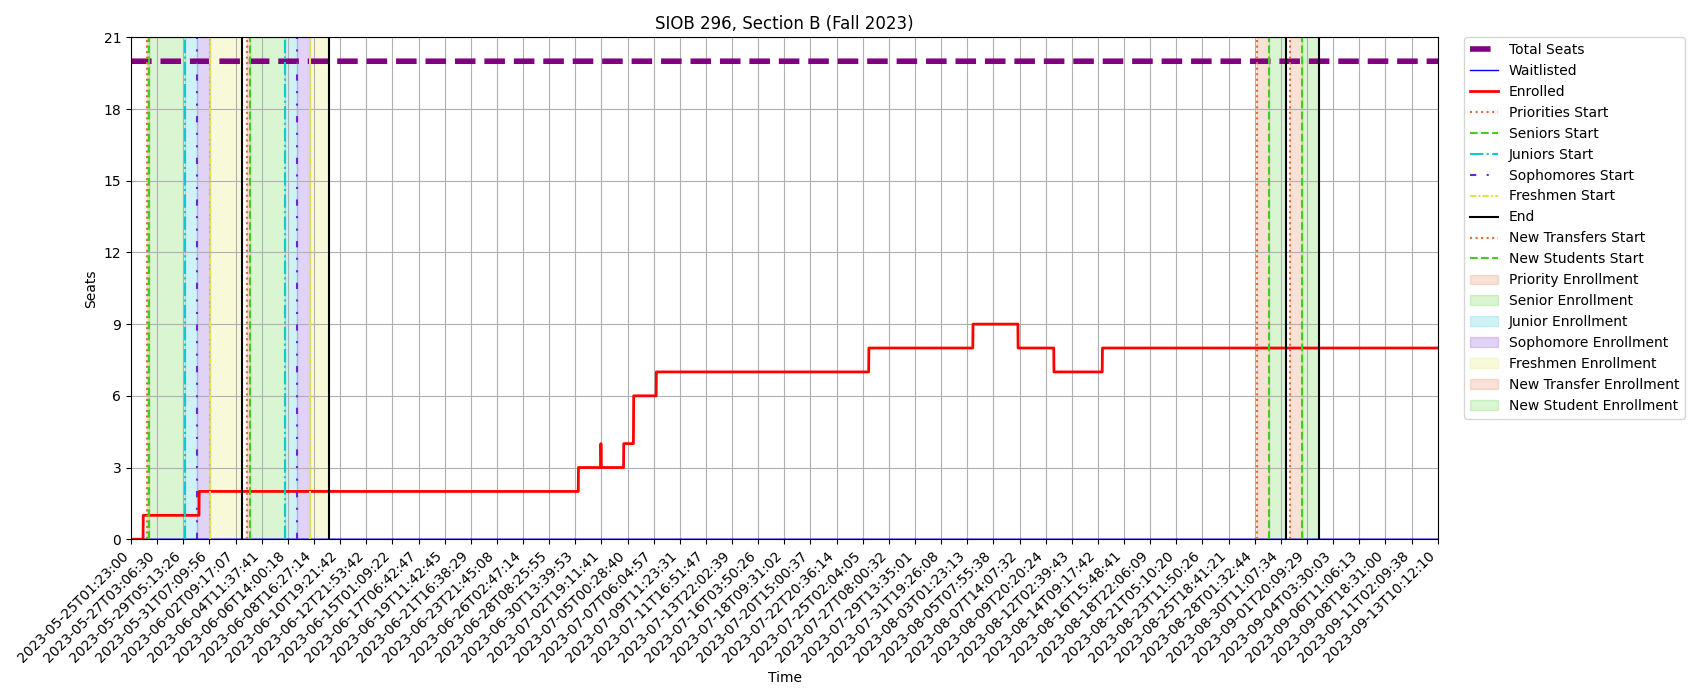 SIOB 296, Section B (Fall 2023)
Seats
21
18
15
12
9
6
3
0
2023-05-25T01:23:00
2023-05-27T03:06:30
2023-05-29T05:13:26
2023-05-31T07:09:56
2023-06-02T09:17:07
2023-06-04T11:37:41
2023-06-06T14:00:18
2023-06-08T16:27:14
2023-06-10T19:21:42
2023-06-12T21:53:42
2023-06-15T01:09:22
2023-06-17T06:42:47
2023-06-19T11:42:45
2023-06-21T16:38:29
2023-06-23T21:45:08
2023-06-26T02:47:14
2023-06-28T08:25:55
2023-06-30T13:39:53
2023-07-02T19:11:41
2023-07-05T00:28:40
2023-07-07T06:04:57
2023-07-09T11:23:31
2023-07-11T16:51:47
2023-07-13T22:02:39
2023-07-16T03:50:26
2023-07-18T09:31:02
2023-07-20T15:00:37
2023-07-22T20:36:14
2023-07-25T02:04:05
2023-07-27T08:00:32
2023-07-29T13:35:01
2023-07-31T19:26:08
2023-08-03T01:23:13
2023-08-05T07:55:38
2023-08-07T14:07:32
2023-08-09T20:20:24
2023-08-12T02:39:43
2023-08-14T09:17:42
2023-08-16T15:48:41
2023-08-18T22:06:09
2023-08-21T05:10:20
2023-08-23T11:50:26
2023-08-25T18:41:21
2023-08-28T01:32:44
2023-08-30T11:07:34
2023-09-01T20:09:29
2023-09-04T03:30:03
2023-09-06T11:06:13
2023-09-08T18:31:00
2023-09-11T02:09:38
2023-09-13T10:12:10
Time
Total Seats
Waitlisted
Enrolled
Priorities Start
Seniors Start
Juniors Start
Sophomores Start
Freshmen Start
End
New Transfers Start
New Students Start
Priority Enrollment
Senior Enrollment
Junior Enrollment
Sophomore Enrollment
Freshmen Enrollment
New Transfer Enrollment
New Student Enrollment